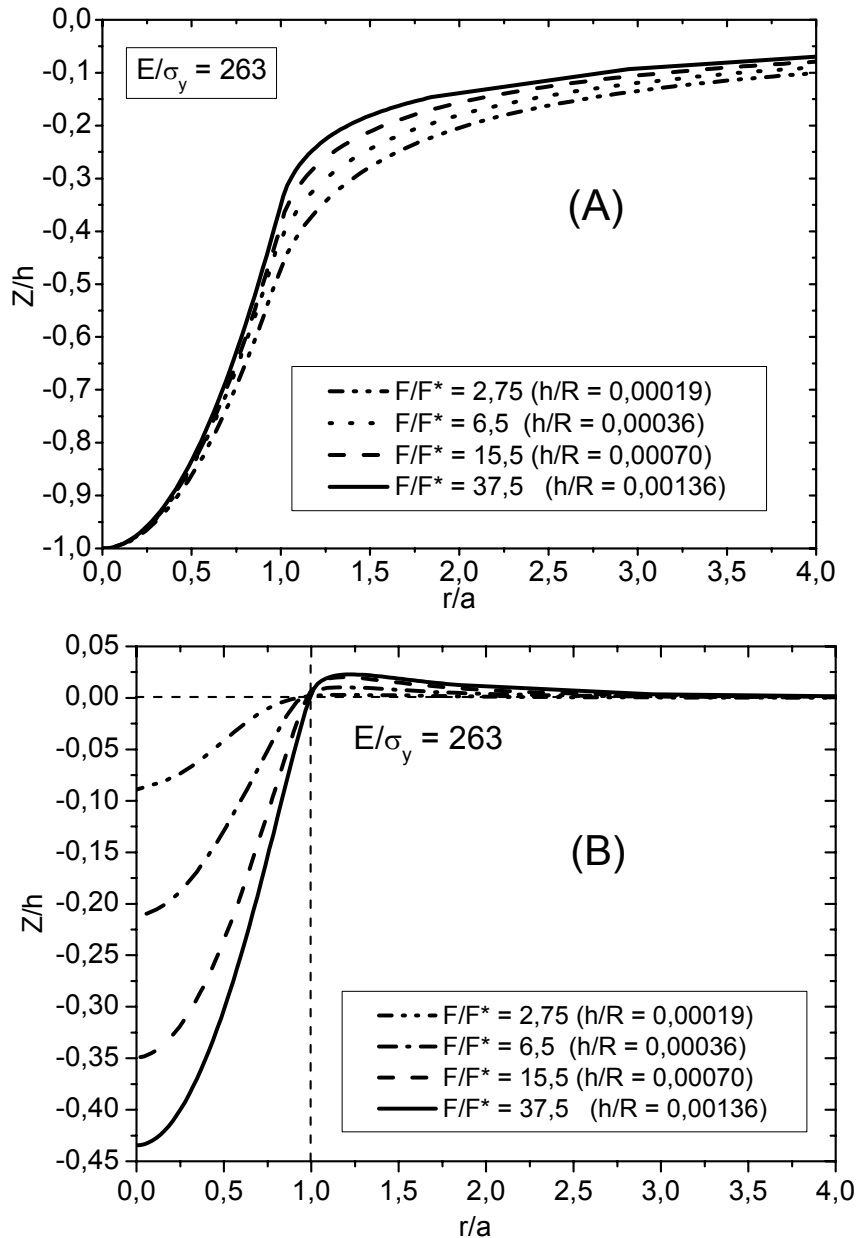 0,0
-0,1
-0,2
-0,3
-0,4
-0,5
-0,6
-0,7
-0,8
-0,9
-1,0
Z/h
E/σy = 263
(A)
F/F* = 2,75 (h/R = 0,00019)
F/F* = 6,5 (h/R = 0,00036)
F/F* = 15,5 (h/R = 0,00070)
F/F* = 37,5 (h/R = 0,00136)
0,0 0,5 1,0 1,5 2,0 2,5 3,0 3,5 4,0
r/a
0,05
0,00
-0,05
-0,10
-0,15
-0,20
-0,25
-0,30
-0,35
-0,40
-0,45
Z/h
E/σy = 263
(B)
F/F* = 2,75 (h/R = 0,00019)
F/F* = 6,5 (h/R = 0,00036)
F/F* = 15,5 (h/R = 0,00070)
F/F* = 37,5 (h/R = 0,00136)
0,0 0,5 1,0 1,5 2,0 2,5 3,0 3,5 4,0
r/a